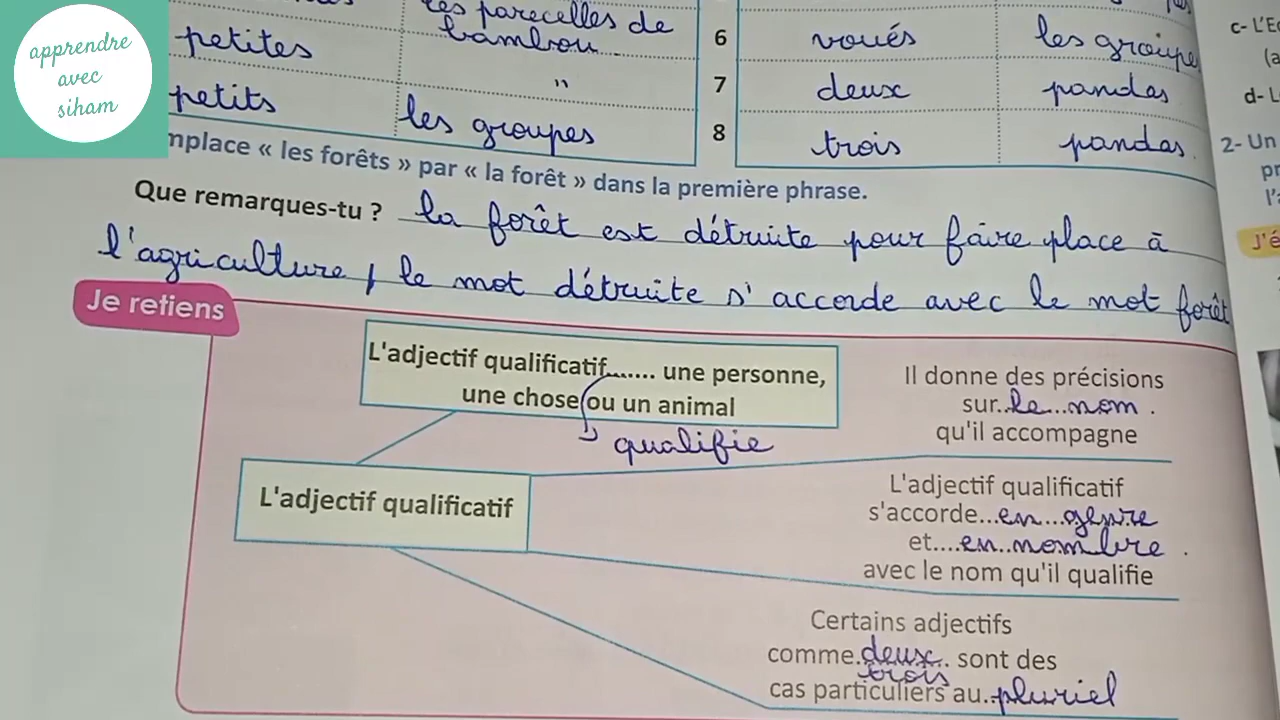 apprendre
avec
siham
les parecelles de
petites bambou
"
petits les groupes
6 voués les groupe
7 deux pandas
8 trois pandas
mplace « les forêts » par « la forêt » dans la première phrase.
Que remarques-tu ? la forêt est détruite pour faire place à
l'agriculture, le mot détruite s'accorde avec le mot forêt
Je retiens
L'adjectif qualificatif....... une personne,
une chose ou un animal
qualifie
L'adjectif qualificatif
Il donne des précisions
sur..le...nom .
qu'il accompagne
L'adjectif qualificatif
s'accorde...en...genre
et....en..nombre .
avec le nom qu'il qualifie
Certains adjectifs
comme.deux.. sont des
trois
cas particuliers au..pluriel
c- L'E
(a
d- L
2- Un
pr
l'
J'é